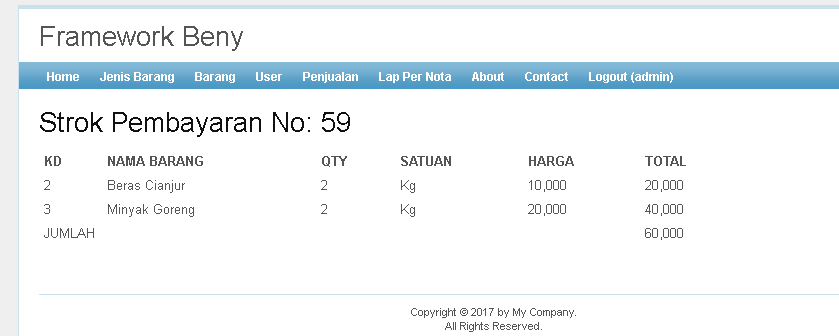 Framework Beny
Home Jenis Barang Barang User Penjualan Lap Per Nota About Contact Logout (admin)
Strok Pembayaran No: 59
KD NAMA BARANG QTY SATUAN HARGA TOTAL
2 Beras Cianjur 2 Kg 10,000 20,000
3 Minyak Goreng 2 Kg 20,000 40,000
JUMLAH 60,000
Copyright © 2017 by My Company.
All Rights Reserved.